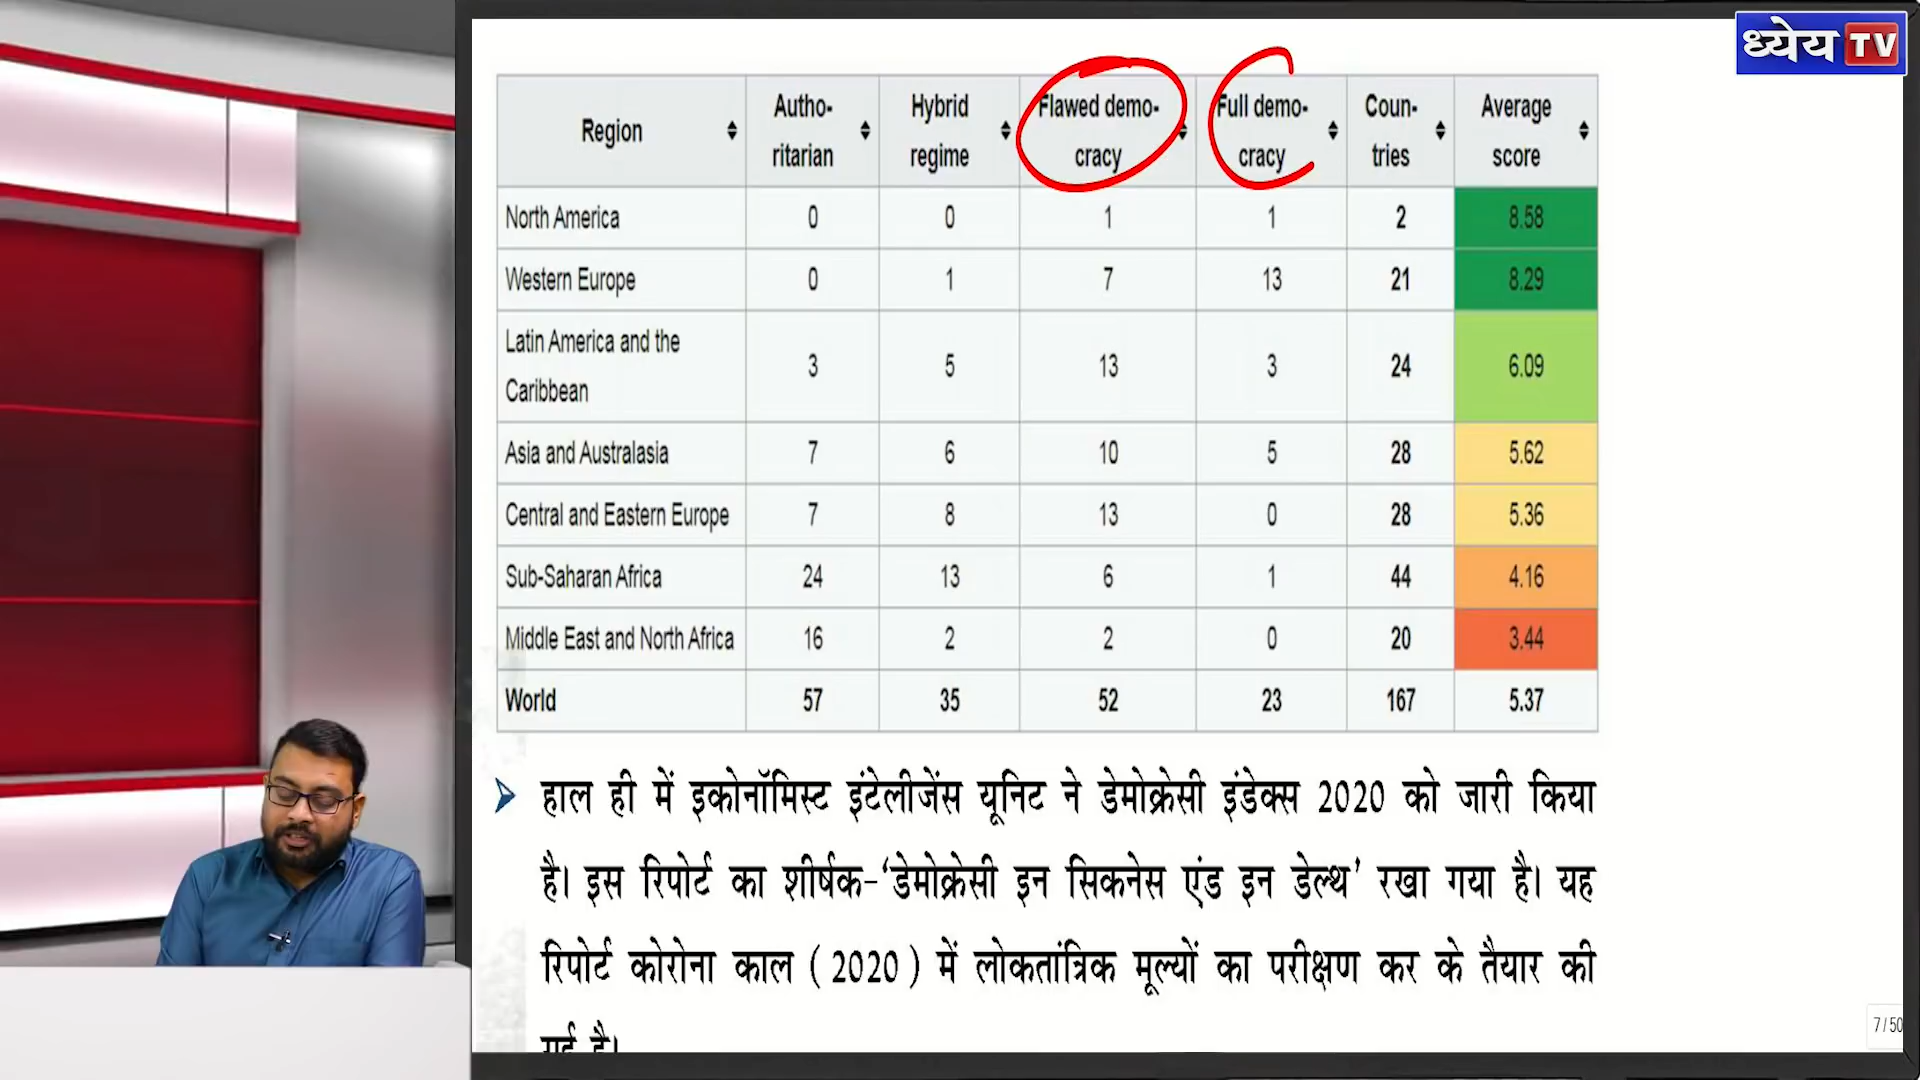 ध्येय TV
Region Autho-ritarian Hybrid regime Flawed demo-cracy Full demo-cracy Coun-tries Average score
North America 0 0 1 1 2 8.58
Western Europe 0 1 7 13 21 8.29
Latin America and the Caribbean 3 5 13 3 24 6.09
Asia and Australasia 7 6 10 5 28 5.62
Central and Eastern Europe 7 8 13 0 28 5.36
Sub-Saharan Africa 24 13 6 1 44 4.16
Middle East and North Africa 16 2 2 0 20 3.44
World 57 35 52 23 167 5.37
हाल ही में इकोनॉमिस्ट इंटेलीजेंस यूनिट ने डेमोक्रेसी इंडेक्स 2020 को जारी किया
है। इस रिपोर्ट का शीर्षक-‘डेमोक्रेसी इन सिकनेस एंड इन डेल्थ’ रखा गया है। यह
रिपोर्ट कोरोना काल (2020) में लोकतांत्रिक मूल्यों का परीक्षण कर के तैयार की
गई है।
7/50